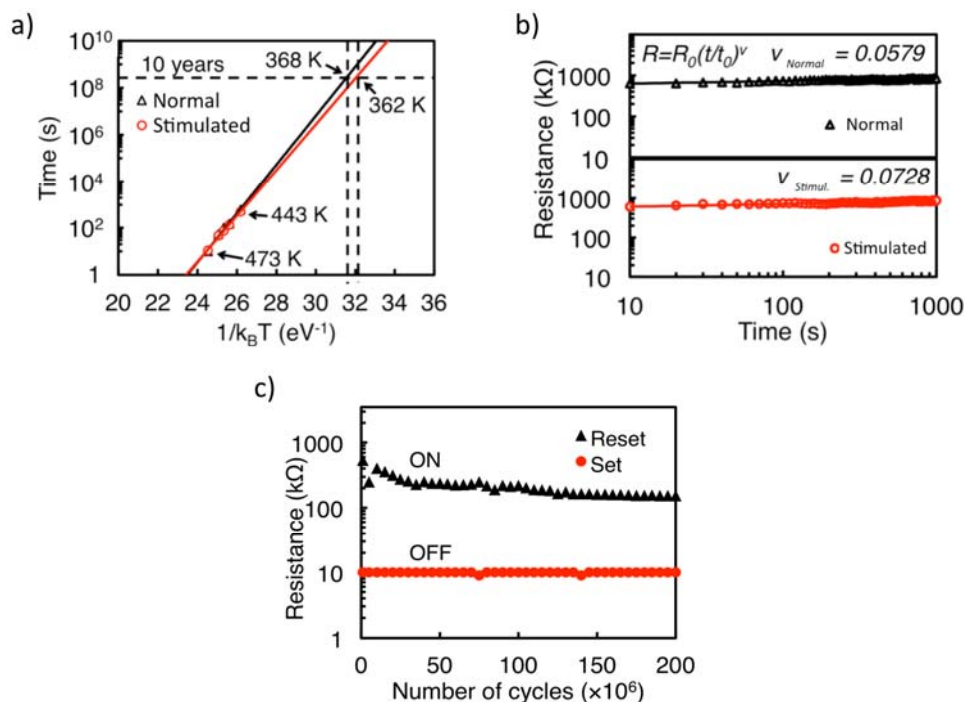 a)
Time (s)
10^10
10^8
10^6
10^4
10^2
1
10 years
368 K
362 K
△ Normal
○ Stimulated
443 K
473 K
20 22 24 26 28 30 32 34 36
1/k_BT (eV^-1)
b)
Resistance (kΩ)
R=R_0(t/t_0)^v v_Normal = 0.0579
1000
100
10
△ Normal
v_Stimul. = 0.0728
1000
100
10
○ Stimulated
10 100 1000
Time (s)
c)
Resistance (kΩ)
1000
100
10
1
▲ Reset
● Set
ON
OFF
0 50 100 150 200
Number of cycles (×10^6)